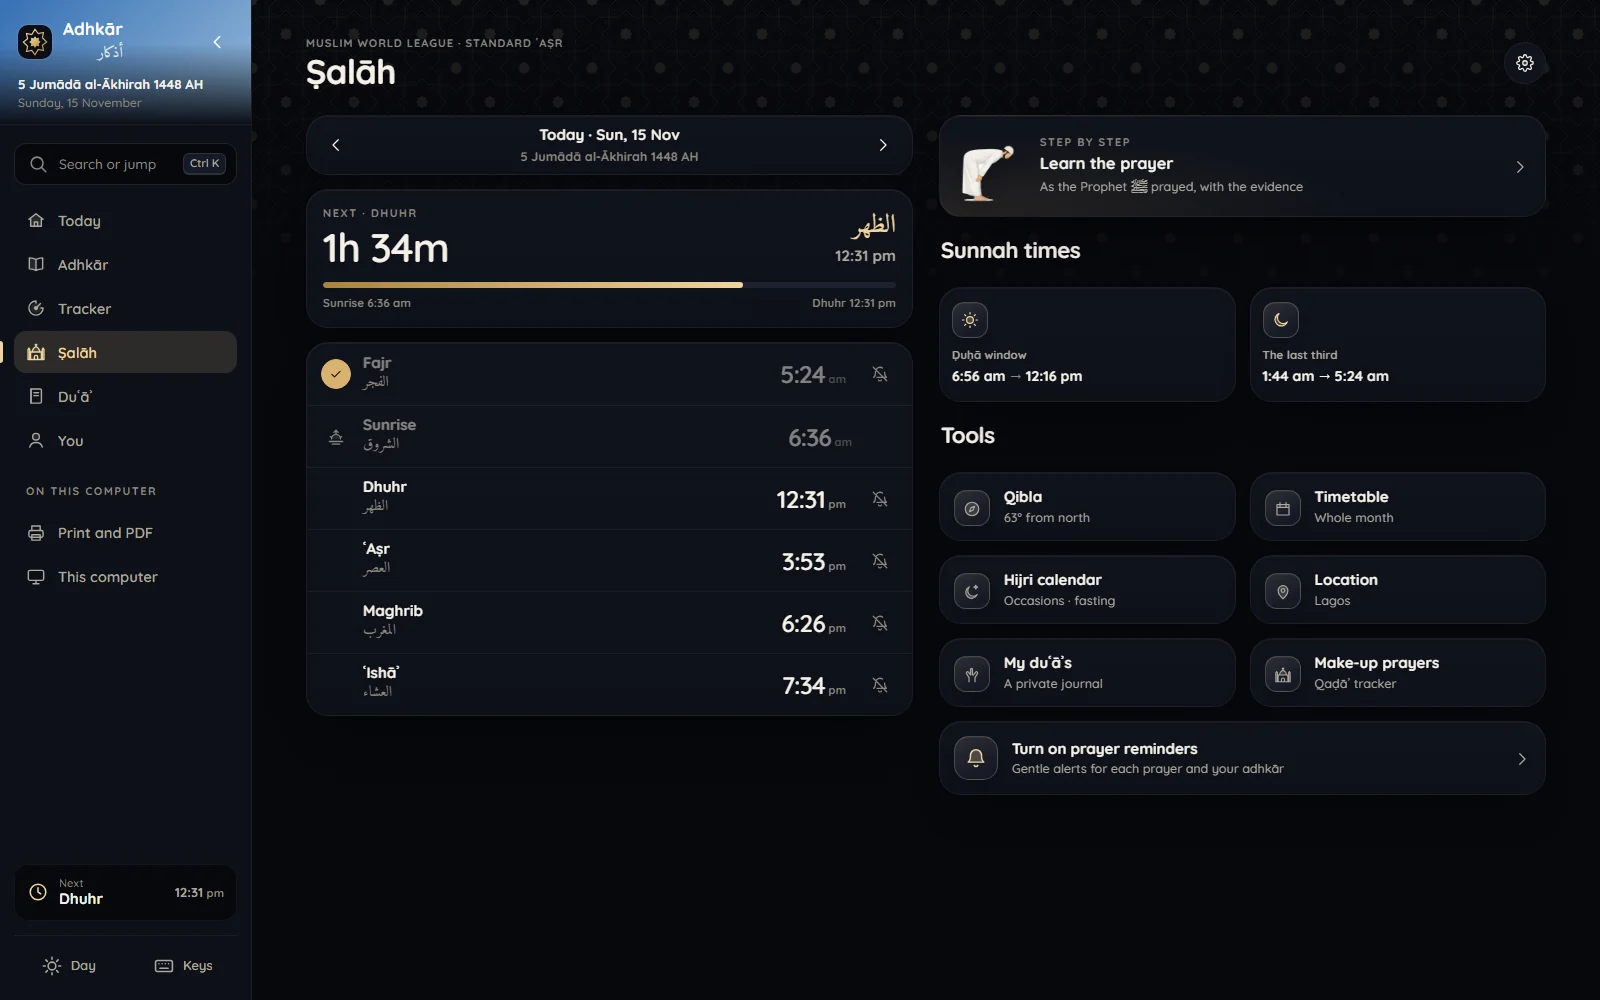 Adhkār
أذكار
5 Jumādā al-Ākhirah 1448 AH
Sunday, 15 November
Search or jump
Ctrl K
Today
Adhkār
Tracker
Ṣalāh
Duʿāʾ
You
ON THIS COMPUTER
Print and PDF
This computer
Next
Dhuhr
12:31 pm
Day
Keys
MUSLIM WORLD LEAGUE · STANDARD ʿAṢR
Ṣalāh
Today · Sun, 15 Nov
5 Jumādā al-Ākhirah 1448 AH
NEXT · DHUHR
1h 34m
الظهر
12:31 pm
Sunrise 6:36 am
Dhuhr 12:31 pm
Fajr
الفجر
5:24 am
Sunrise
الشروق
6:36 am
Dhuhr
الظهر
12:31 pm
ʿAṣr
العصر
3:53 pm
Maghrib
المغرب
6:26 pm
ʿIshāʾ
العشاء
7:34 pm
STEP BY STEP
Learn the prayer
As the Prophet ﷺ prayed, with the evidence
Sunnah times
Ḍuḥā window
6:56 am → 12:16 pm
The last third
1:44 am → 5:24 am
Tools
Qibla
63° from north
Timetable
Whole month
Hijri calendar
Occasions · fasting
Location
Lagos
My duʿāʾs
A private journal
Make-up prayers
Qaḍāʾ tracker
Turn on prayer reminders
Gentle alerts for each prayer and your adhkār